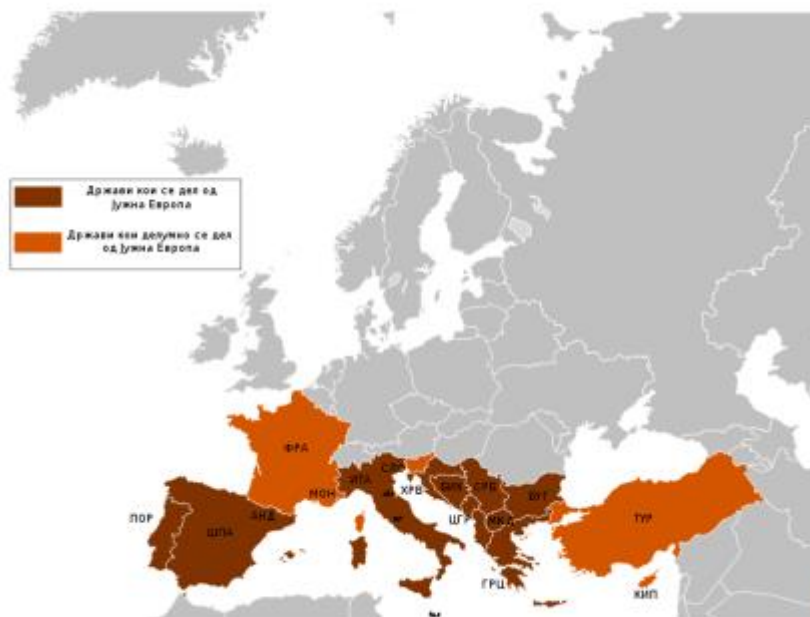 Држави кои се дел од
Јужна Европа
Држави кои делумно се дел
од Јужна Европа
ФРА
МОН
ИТА
СЛО
ХРВ
БИХ
СРБ
БУГ
ПОР
ШПА
АНД
ЦГР
МКД
ТУР
ГРЦ
КИП